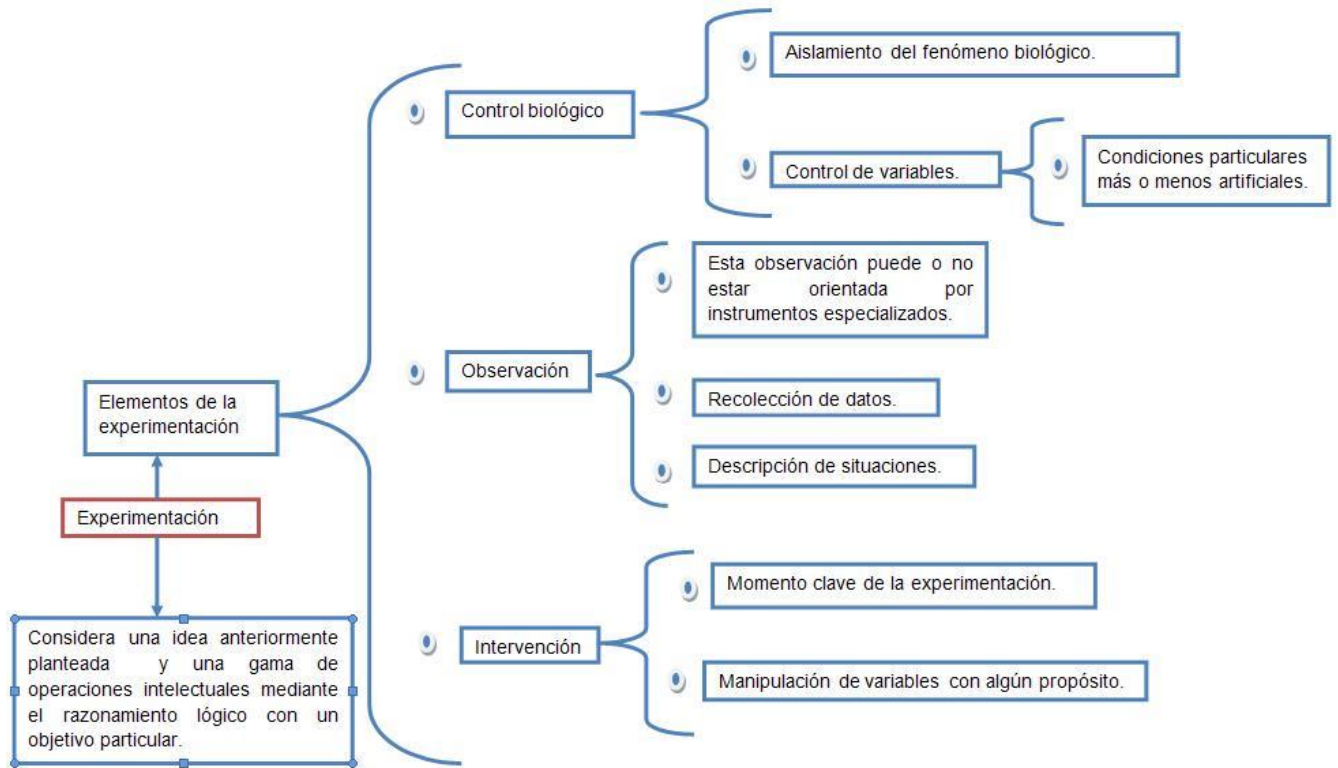 Aislamiento del fenómeno biológico.
Control biológico
Control de variables.
Condiciones particulares
más o menos artificiales.
Esta observación puede o no
estar orientada por
instrumentos especializados.
Observación
Recolección de datos.
Descripción de situaciones.
Elementos de la
experimentación
Experimentación
Considera una idea anteriormente
planteada y una gama de
operaciones intelectuales mediante
el razonamiento lógico con un
objetivo particular.
Intervención
Momento clave de la experimentación.
Manipulación de variables con algún propósito.